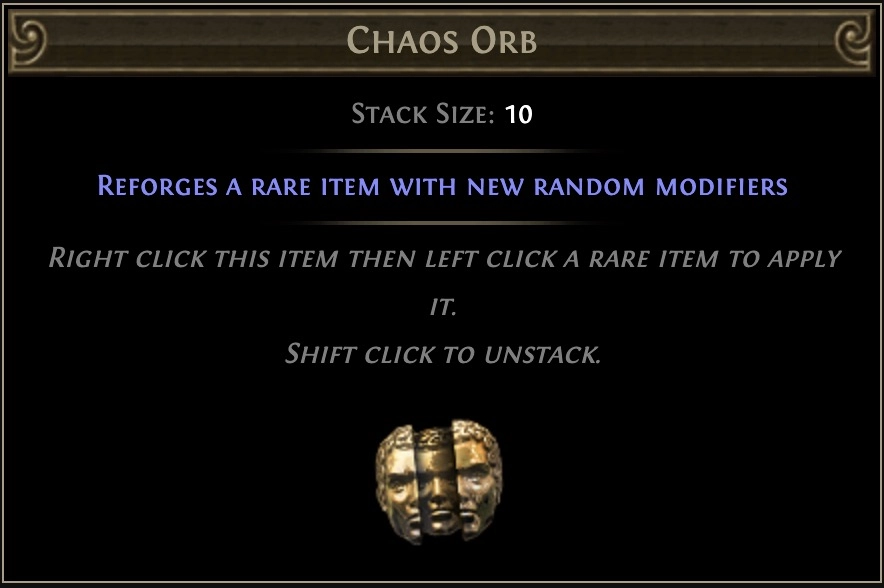 Chaos Orb
Stack Size: 10
Reforges a rare item with new random modifiers
Right click this item then left click a rare item to apply
it.
Shift click to unstack.